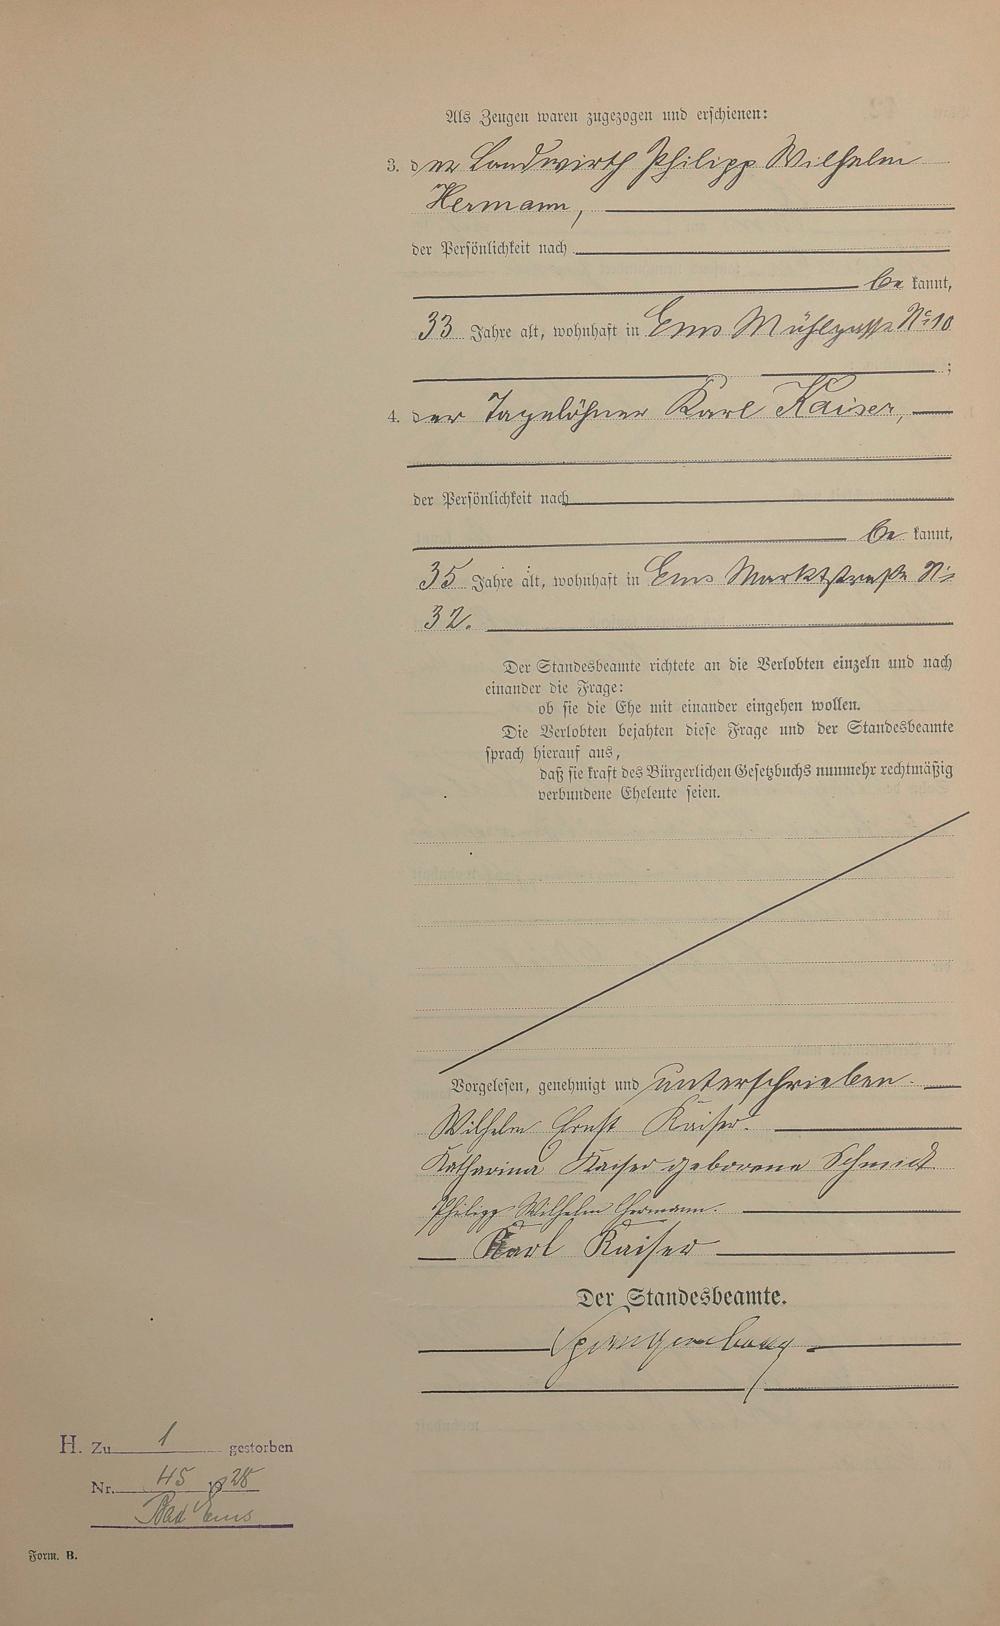 Als Zeugen waren zugezogen und erschienen:
3. der Landwirth Philipp Wilhelm
Hermann,
der Persönlichkeit nach
be kannt,
33 Jahre alt, wohnhaft in Ems Mühlgasse No 10
;
4. der Tagelöhner Karl Kaiser,
der Persönlichkeit nach
be kannt,
35 Jahre alt, wohnhaft in Ems Marktstraße No
32.
Der Standesbeamte richtete an die Verlobten einzeln und nach
einander die Frage:
ob sie die Ehe mit einander eingehen wollen.
Die Verlobten bejahten diese Frage und der Standesbeamte
sprach hierauf aus,
daß sie kraft des Bürgerlichen Gesetzbuchs nunmehr rechtmäßig
verbundene Eheleute seien.
Vorgelesen, genehmigt und unterschrieben.
Wilhelm Ernst Kaiser.
Katharina Kaiser geborene Schmidt
Philipp Wilhelm Hermann.
Karl Kaiser
Der Standesbeamte.
H. Zu 1 gestorben
Nr. 45 1928
Bad Ems
Form. B.